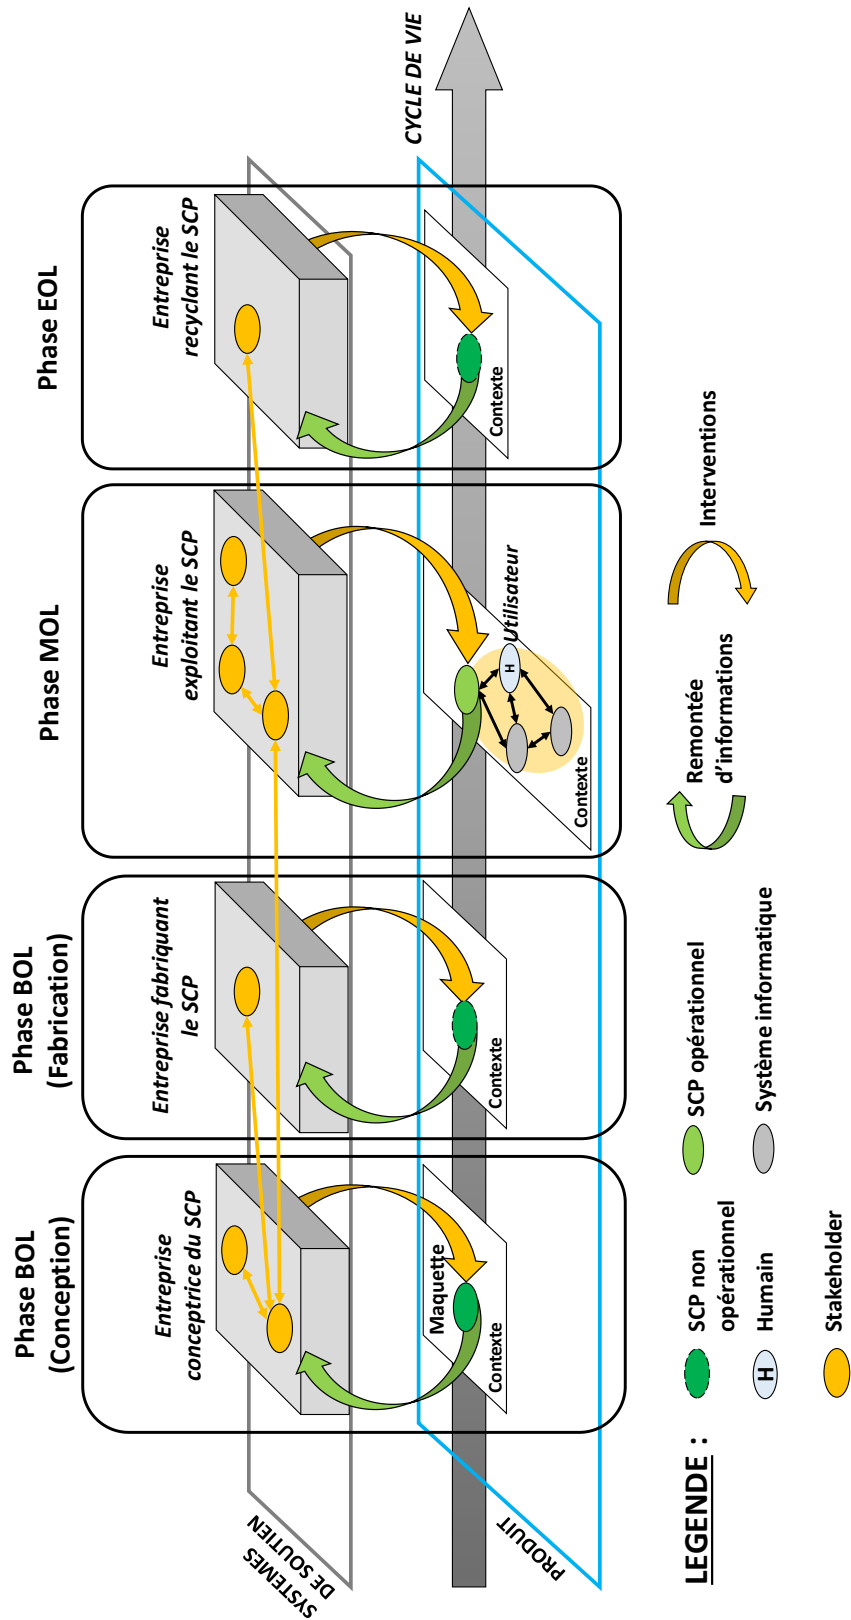 Phase BOL
(Conception)
Phase BOL
(Fabrication)
Phase MOL
Phase EOL
Entreprise
conceptrice du SCP
Entreprise fabriquant
le SCP
Entreprise
exploitant le SCP
Entreprise
recyclant le SCP
SYSTEMES
DE SOUTIEN
CYCLE DE VIE
Maquette
Contexte
Contexte
Utilisateur
H
Contexte
Contexte
PRODUIT
LEGENDE :
SCP non
opérationnel
SCP opérationnel
Remontée
d’informations
Interventions
H
Humain
Système informatique
Stakeholder